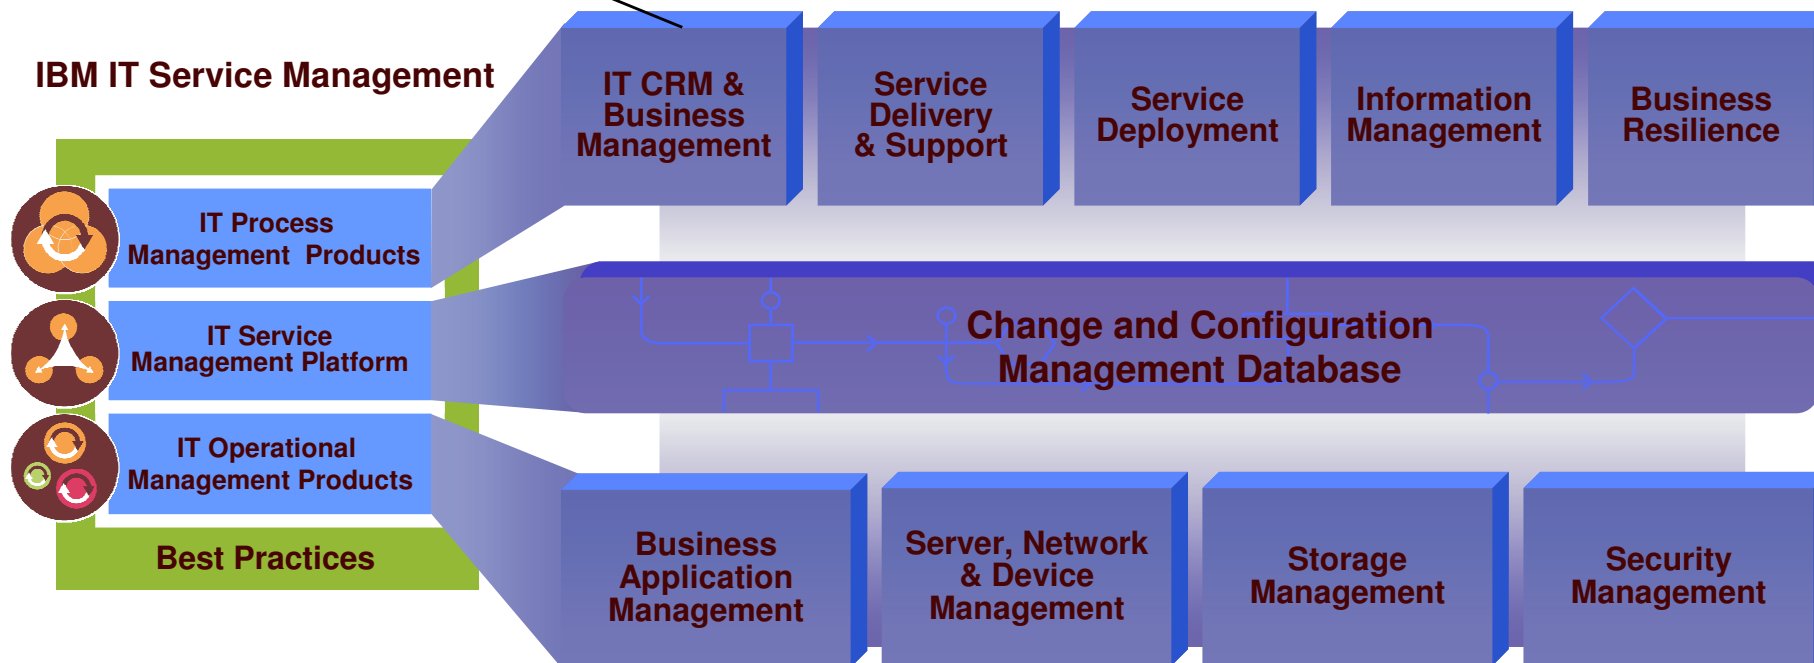 IBM IT Service Management
IT Process
Management Products
IT Service
Management Platform
IT Operational
Management Products
Best Practices
IT CRM &
Business
Management
Service
Delivery
& Support
Service
Deployment
Information
Management
Business
Resilience
Change and Configuration
Management Database
Business
Application
Management
Server, Network
& Device
Management
Storage
Management
Security
Management